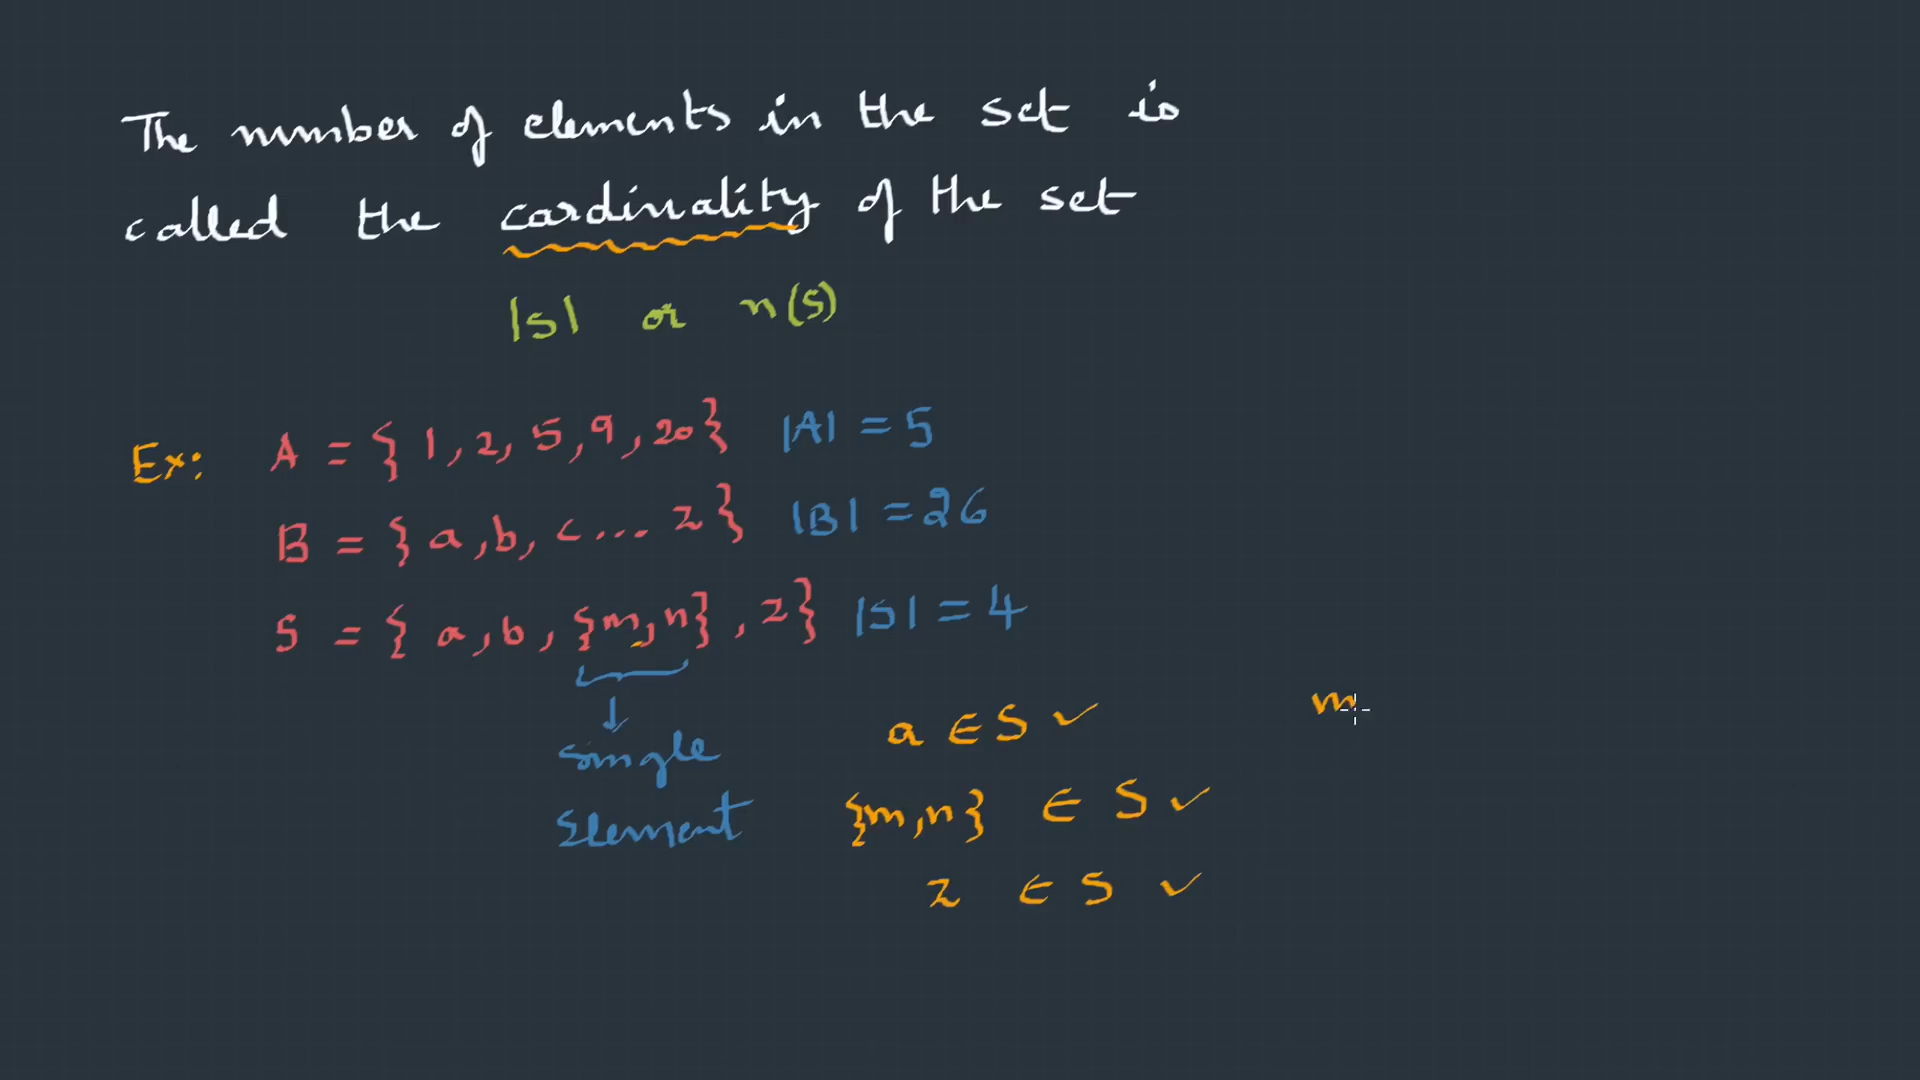 The number of elements in the set is
called the cardinality of the set
|S| or n(S)
Ex: A = {1, 2, 5, 9, 20} |A| = 5
B = {a, b, c... z} |B| = 26
S = {a, b, {m, n}, z} |S| = 4
single
Element
a ∈ S ✓
m
{m, n} ∈ S ✓
z ∈ S ✓